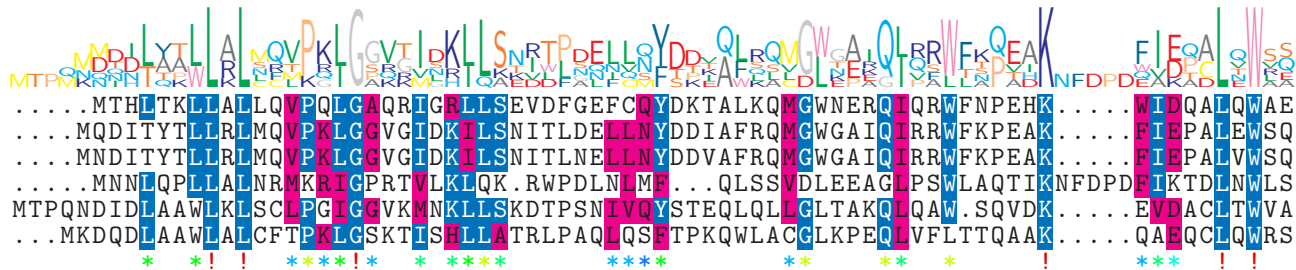 .....MTHLTKLLALLQVPQLGAQRIGRLLSEVDFGEFCQYDKTALKQMGWNERQIQRWFNPEHK.....WIDQALQWAE
....MQDITYTLLRLMQVPKLGGVGIDKILSNITLDELLNYDDIAFRQMGWGAIQIRRWFKPEAK.....FIEPALEWSQ
....MNDITYTLLRLMQVPKLGGVGIDKILSNITLNELLNYDDVAFRQMGWGAIQIRRWFKPEAK.....FIEPALVWSQ
.....MNNLQPLLALNRMKRIGPRTVLKLQK.RWPDLNLMF...QLSSVDLEEAGLPSWLAQTIKNFDPDFIKTDLNWLS
MTPQNDIDLAAWLKLSCLPGIGGVKMNKLLSKDTPSNIVQYSTEQLQLLGLTAKQLQAW.SQVDK.....EVDACLTWVA
...MKDQDLAAWLALCFTPKLGSKTISHLLATRLPAQLQSFTPKQWLACGLKPEQLVFLTTQAAK.....QAEQCLQWRS
* ! ! ****!* * **** **** ** ** * ! *** ! !